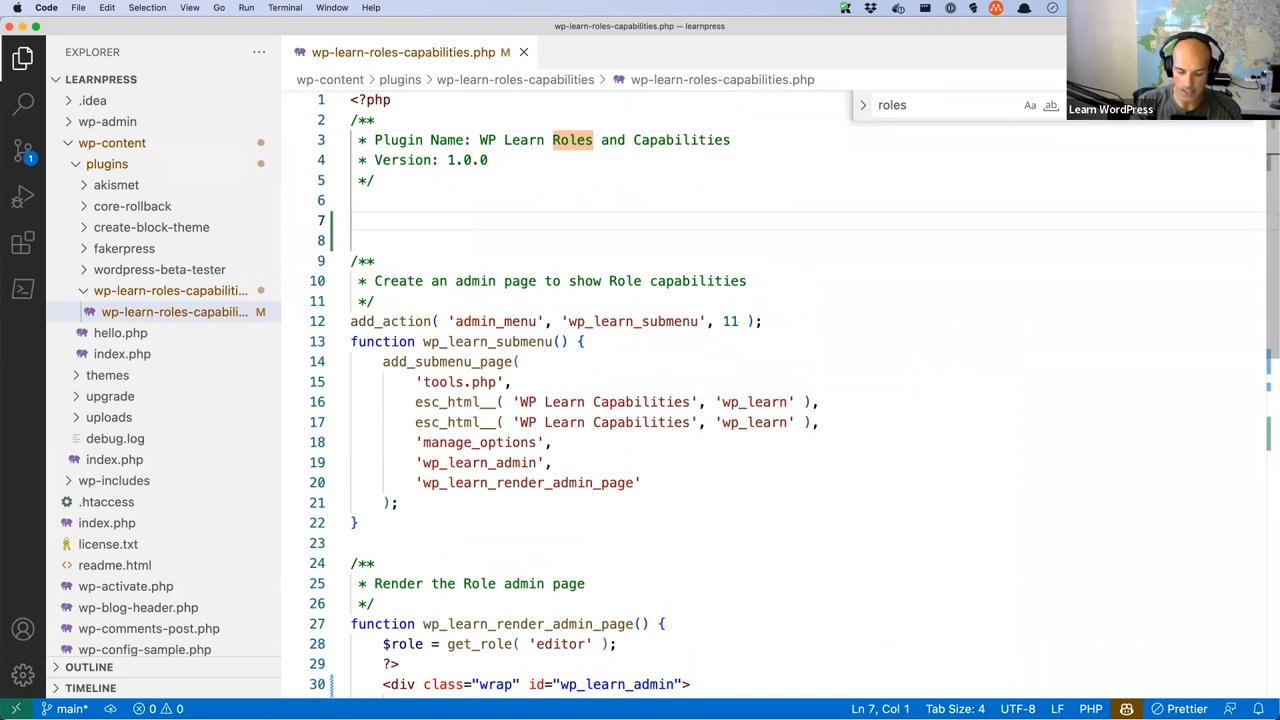 Code File Edit Selection View Go Run Terminal Window Help
wp-learn-roles-capabilities.php — learnpress
Learn WordPress
EXPLORER
LEARNPRESS
.idea
wp-admin
wp-content
plugins
akismet
core-rollback
create-block-theme
fakerpress
wordpress-beta-tester
wp-learn-roles-capabiliti...
wp-learn-roles-capabili... M
hello.php
index.php
themes
upgrade
uploads
debug.log
index.php
wp-includes
.htaccess
index.php
license.txt
readme.html
wp-activate.php
wp-blog-header.php
wp-comments-post.php
wp-config-sample.php
OUTLINE
TIMELINE
1
wp-learn-roles-capabilities.php M
wp-content > plugins > wp-learn-roles-capabilities > wp-learn-roles-capabilities.php
roles Aa ab
1 <?php
2 /**
3 * Plugin Name: WP Learn Roles and Capabilities
4 * Version: 1.0.0
5 */
6
7
8
9 /**
10 * Create an admin page to show Role capabilities
11 */
12 add_action( 'admin_menu', 'wp_learn_submenu', 11 );
13 function wp_learn_submenu() {
14 add_submenu_page(
15 'tools.php',
16 esc_html__( 'WP Learn Capabilities', 'wp_learn' ),
17 esc_html__( 'WP Learn Capabilities', 'wp_learn' ),
18 'manage_options',
19 'wp_learn_admin',
20 'wp_learn_render_admin_page'
21 );
22 }
23
24 /**
25 * Render the Role admin page
26 */
27 function wp_learn_render_admin_page() {
28 $role = get_role( 'editor' );
29 ?>
30 <div class="wrap" id="wp_learn_admin">
main* 0 0 Ln 7, Col 1 Tab Size: 4 UTF-8 LF PHP Prettier